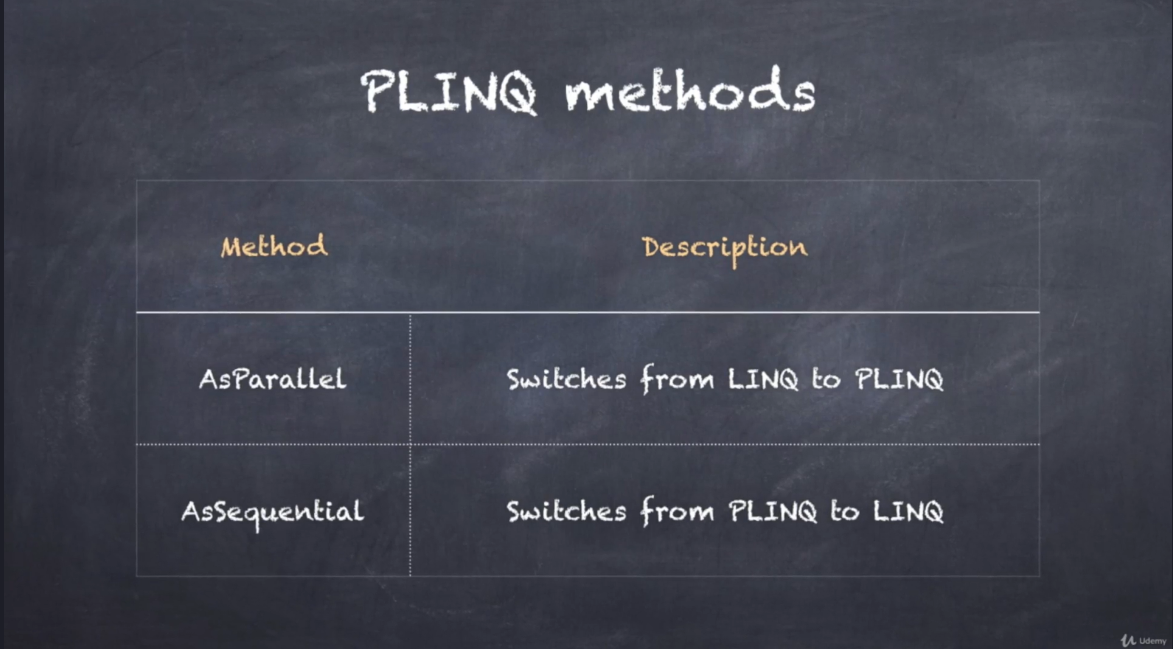 PLINQ methods
Method Description
AsParallel Switches from LINQ to PLINQ
AsSequential Switches from PLINQ to LINQ
Udemy